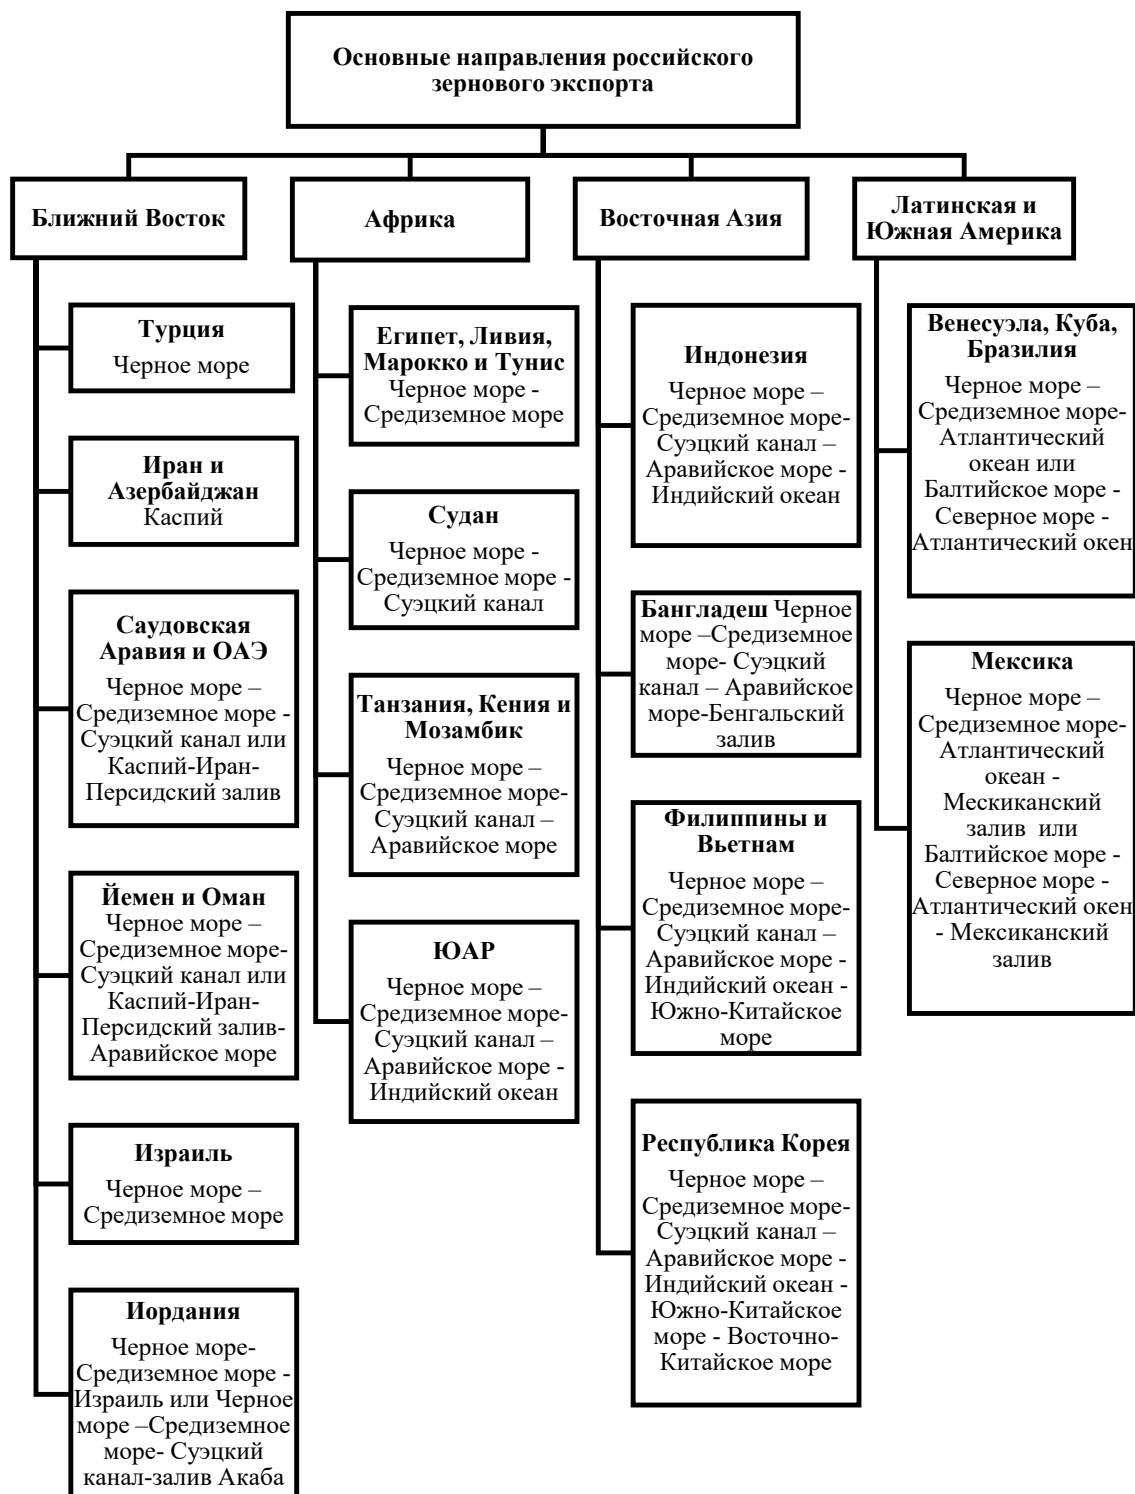 Основные направления российского
зернового экспорта
Ближний Восток
Турция
Черное море
Иран и
Азербайджан
Каспий
Саудовская
Аравия и ОАЭ
Черное море –
Средиземное море -
Суэцкий канал или
Каспий-Иран-
Персидский залив
Йемен и Оман
Черное море –
Средиземное море-
Суэцкий канал или
Каспий-Иран-
Персидский залив-
Аравийское море
Израиль
Черное море –
Средиземное море
Иордания
Черное море-
Средиземное море -
Израиль или Черное
море –Средиземное
море- Суэцкий
канал-залив Акаба
Африка
Египет, Ливия,
Марокко и Тунис
Черное море -
Средиземное море
Судан
Черное море -
Средиземное море -
Суэцкий канал
Танзания, Кения и
Мозамбик
Черное море –
Средиземное море-
Суэцкий канал –
Аравийское море
ЮАР
Черное море –
Средиземное море-
Суэцкий канал –
Аравийское море -
Индийский океан
Восточная Азия
Индонезия
Черное море –
Средиземное море-
Суэцкий канал –
Аравийское море -
Индийский океан
Бангладеш Черное
море –Средиземное
море- Суэцкий
канал – Аравийское
море-Бенгальский
залив
Филиппины и
Вьетнам
Черное море –
Средиземное море-
Суэцкий канал –
Аравийское море -
Индийский океан -
Южно-Китайское
море
Республика Корея
Черное море –
Средиземное море-
Суэцкий канал –
Аравийское море -
Индийский океан -
Южно-Китайское
море - Восточно-
Китайское море
Латинская и
Южная Америка
Венесуэла, Куба,
Бразилия
Черное море –
Средиземное море-
Атлантический
океан или
Балтийское море -
Северное море -
Атлантический окен
Мексика
Черное море –
Средиземное море-
Атлантический
океан -
Мескиканский
залив или
Балтийское море -
Северное море -
Атлантический окен
- Мексиканский
залив